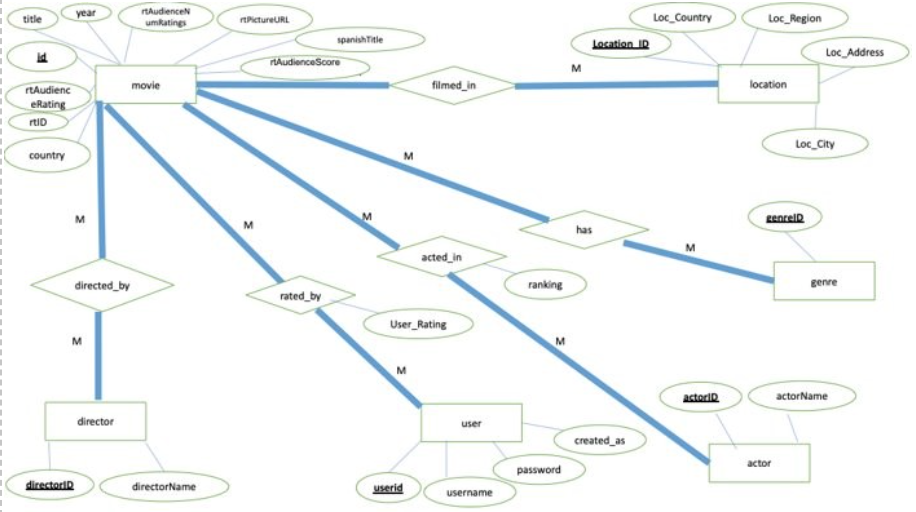 title
year
rtAudienceN
umRatings
rtPictureURL
spanishTitle
rtAudienceScore
id
movie
rtAudienc
eRating
rtID
country
filmed_in
M
Loc_Country
Loc_Region
Location_ID
Loc_Address
location
Loc_City
M
has
M
genreID
genre
M
acted_in
ranking
M
M
rated_by
User_Rating
M
M
directed_by
M
director
directorID
directorName
user
userid
username
password
created_as
actorID
actorName
actor